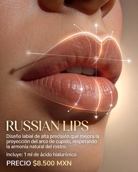 RUSSIAN LIPS
Diseño labial de alta precisión que mejora la
proyección del arco de cupido, respetando
la armonía natural del rostro.
Incluye: 1 ml de ácido hialurónico
PRECIO $8.500 MXN